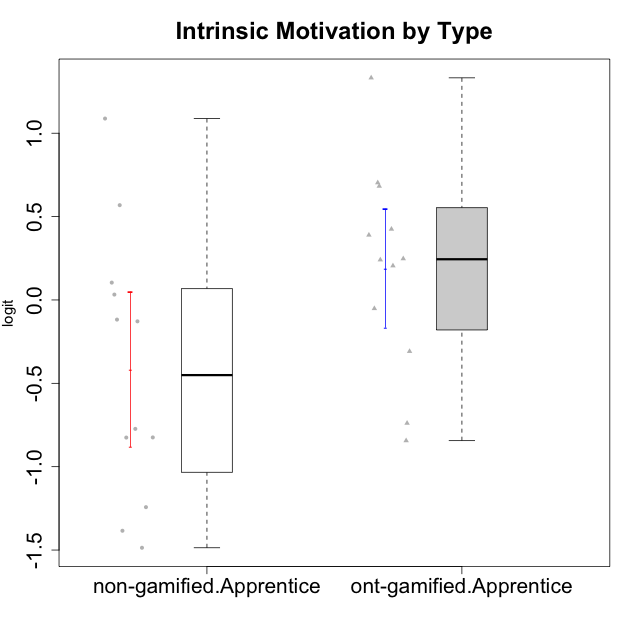 Intrinsic Motivation by Type
logit
1.0
0.5
0.0
-0.5
-1.0
-1.5
non-gamified.Apprentice
ont-gamified.Apprentice